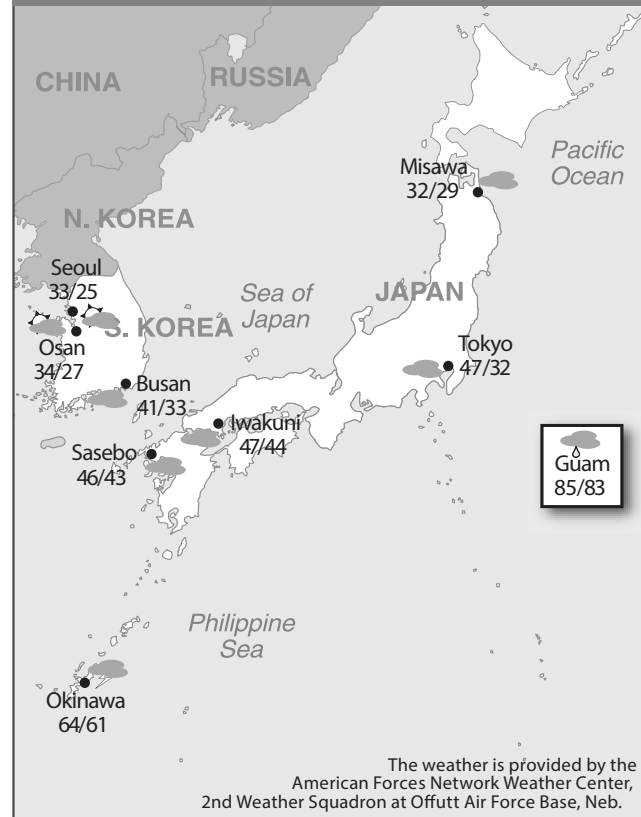 CHINA
RUSSIA
Pacific
Ocean
Misawa
32/29
N. KOREA
Seoul
33/25
Sea of
Japan
JAPAN
S. KOREA
Osan
34/27
Tokyo
47/32
Busan
41/33
Iwakuni
47/44
Sasebo
46/43
Guam
85/83
Philippine
Sea
Okinawa
64/61
The weather is provided by the
American Forces Network Weather Center,
2nd Weather Squadron at Offutt Air Force Base, Neb.